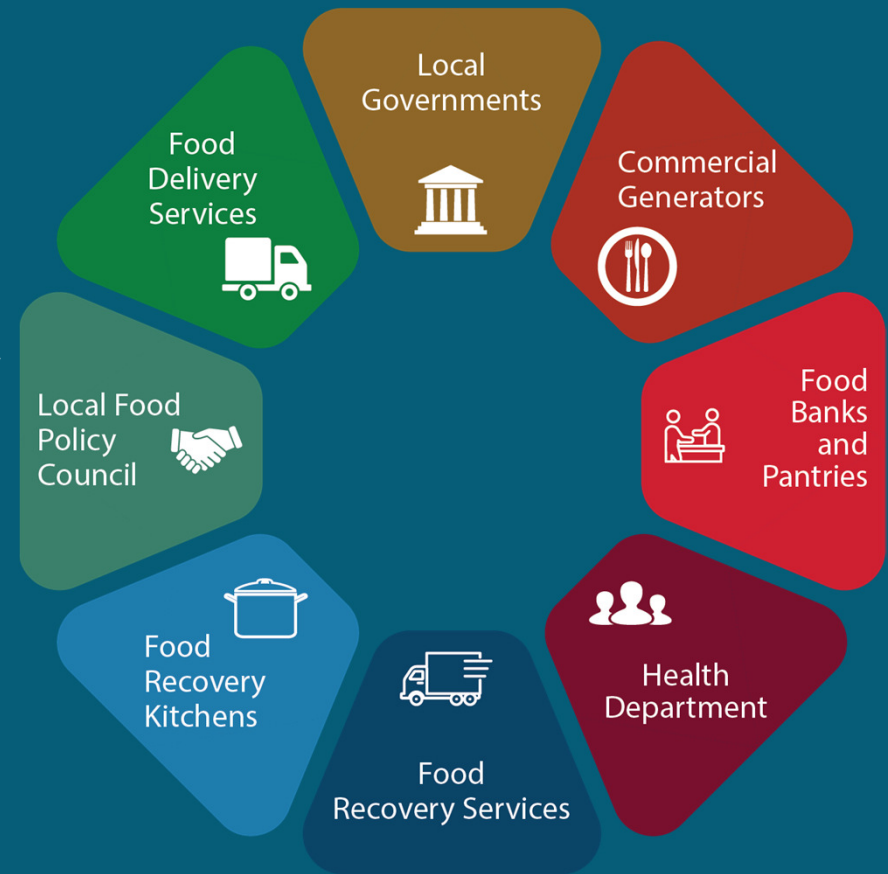 Local
Governments
Commercial
Generators
Food
Banks
and
Pantries
Health
Department
Food
Recovery Services
Food
Recovery
Kitchens
Local Food
Policy
Council
Food
Delivery
Services